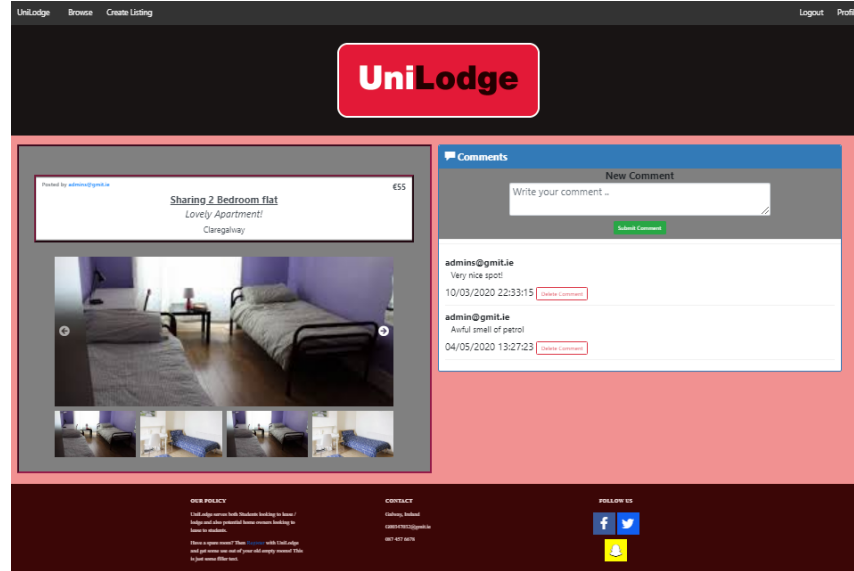 UniLodge Browse Create Listing Logout Profil
UniLodge
Posted by admins@gmit.ie €55
Sharing 2 Bedroom flat
Lovely Apartment!
Claregalway
Comments
New Comment
Write your comment ..
Submit Comment
admins@gmit.ie
Very nice spot!
10/03/2020 22:33:15 Delete Comment
admin@gmit.ie
Awful smell of petrol
04/05/2020 13:27:23 Delete Comment
OUR POLICY
UniLodge serves both Students looking to lease /
lodge and also potential home owners looking to
lease to students.
Have a spare room? Then Register with UniLodge
and get some use out of your old empty rooms! This
is just some filler text.
CONTACT
Galway, Ireland
087 457 6678
FOLLOW US